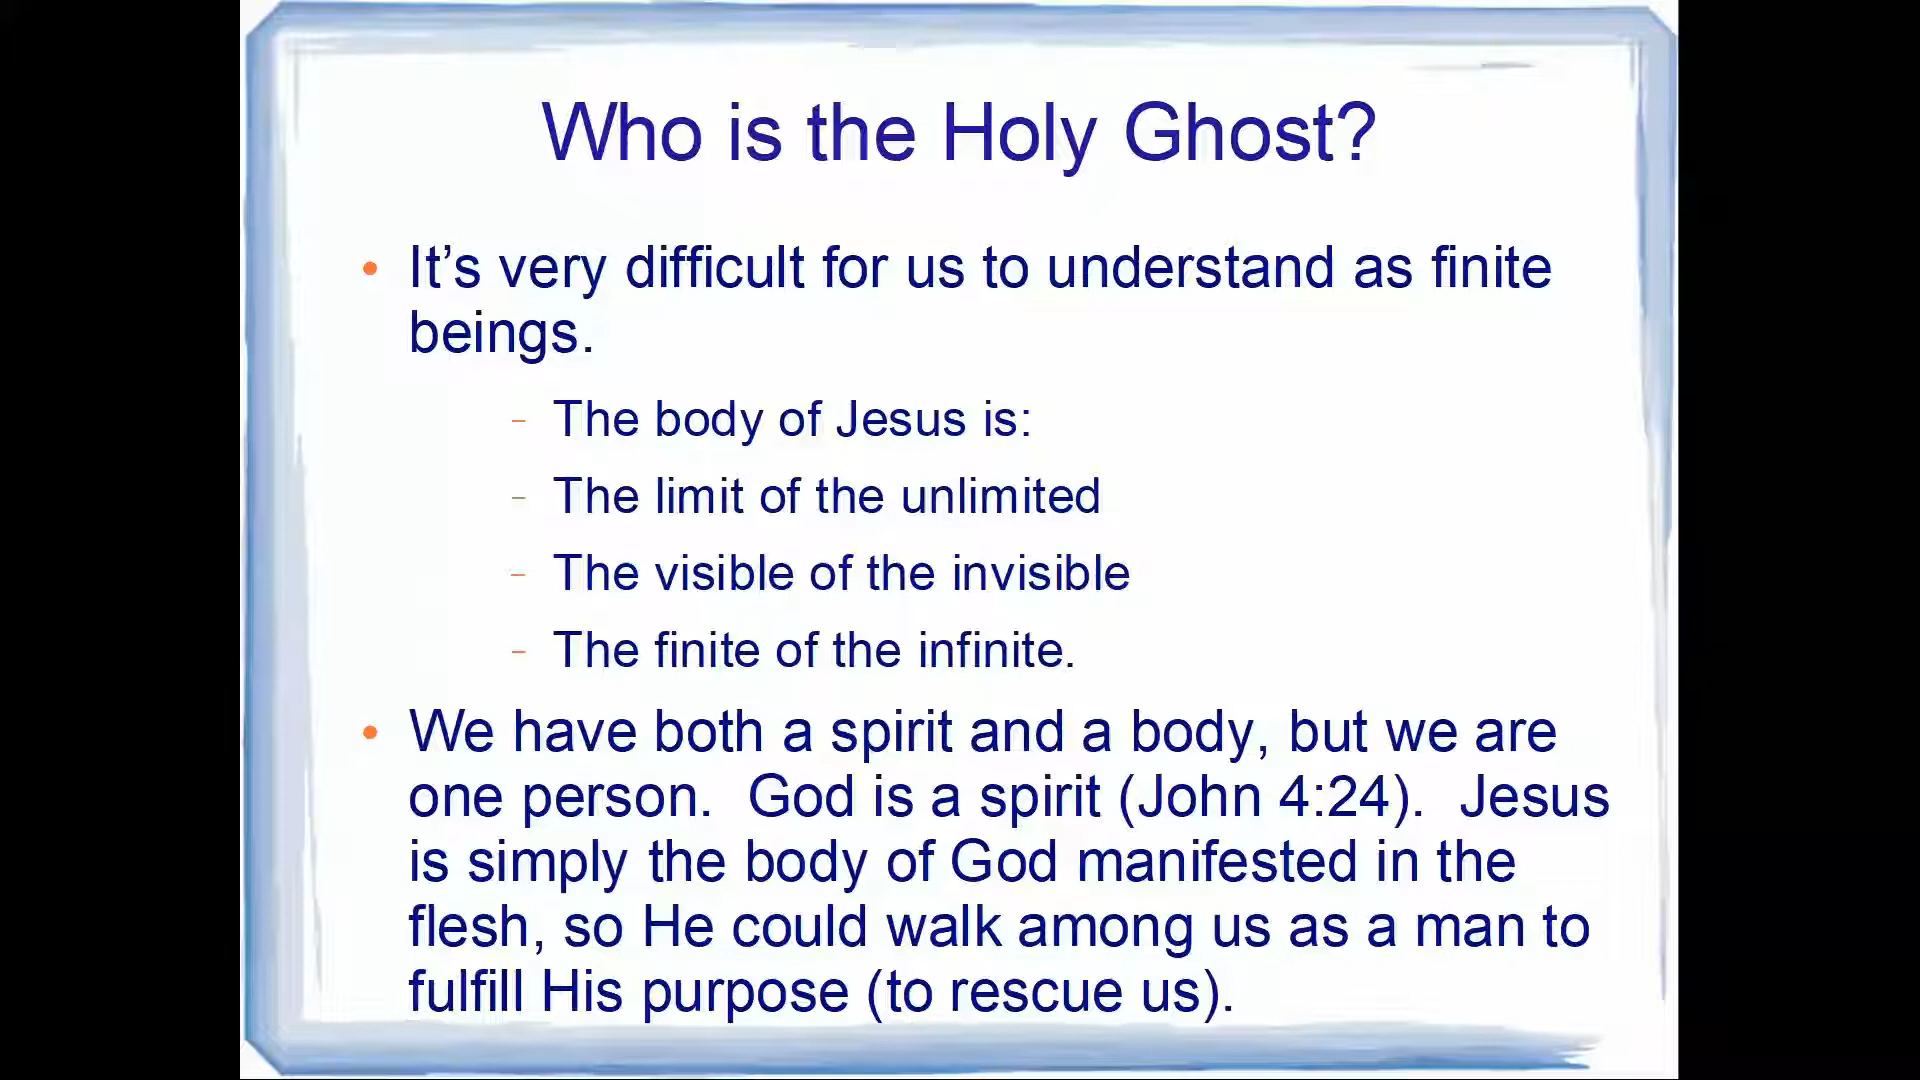 Who is the Holy Ghost?
• It’s very difficult for us to understand as finite
beings.
– The body of Jesus is:
– The limit of the unlimited
– The visible of the invisible
– The finite of the infinite.
• We have both a spirit and a body, but we are
one person.  God is a spirit (John 4:24).  Jesus
is simply the body of God manifested in the
flesh, so He could walk among us as a man to
fulfill His purpose (to rescue us).